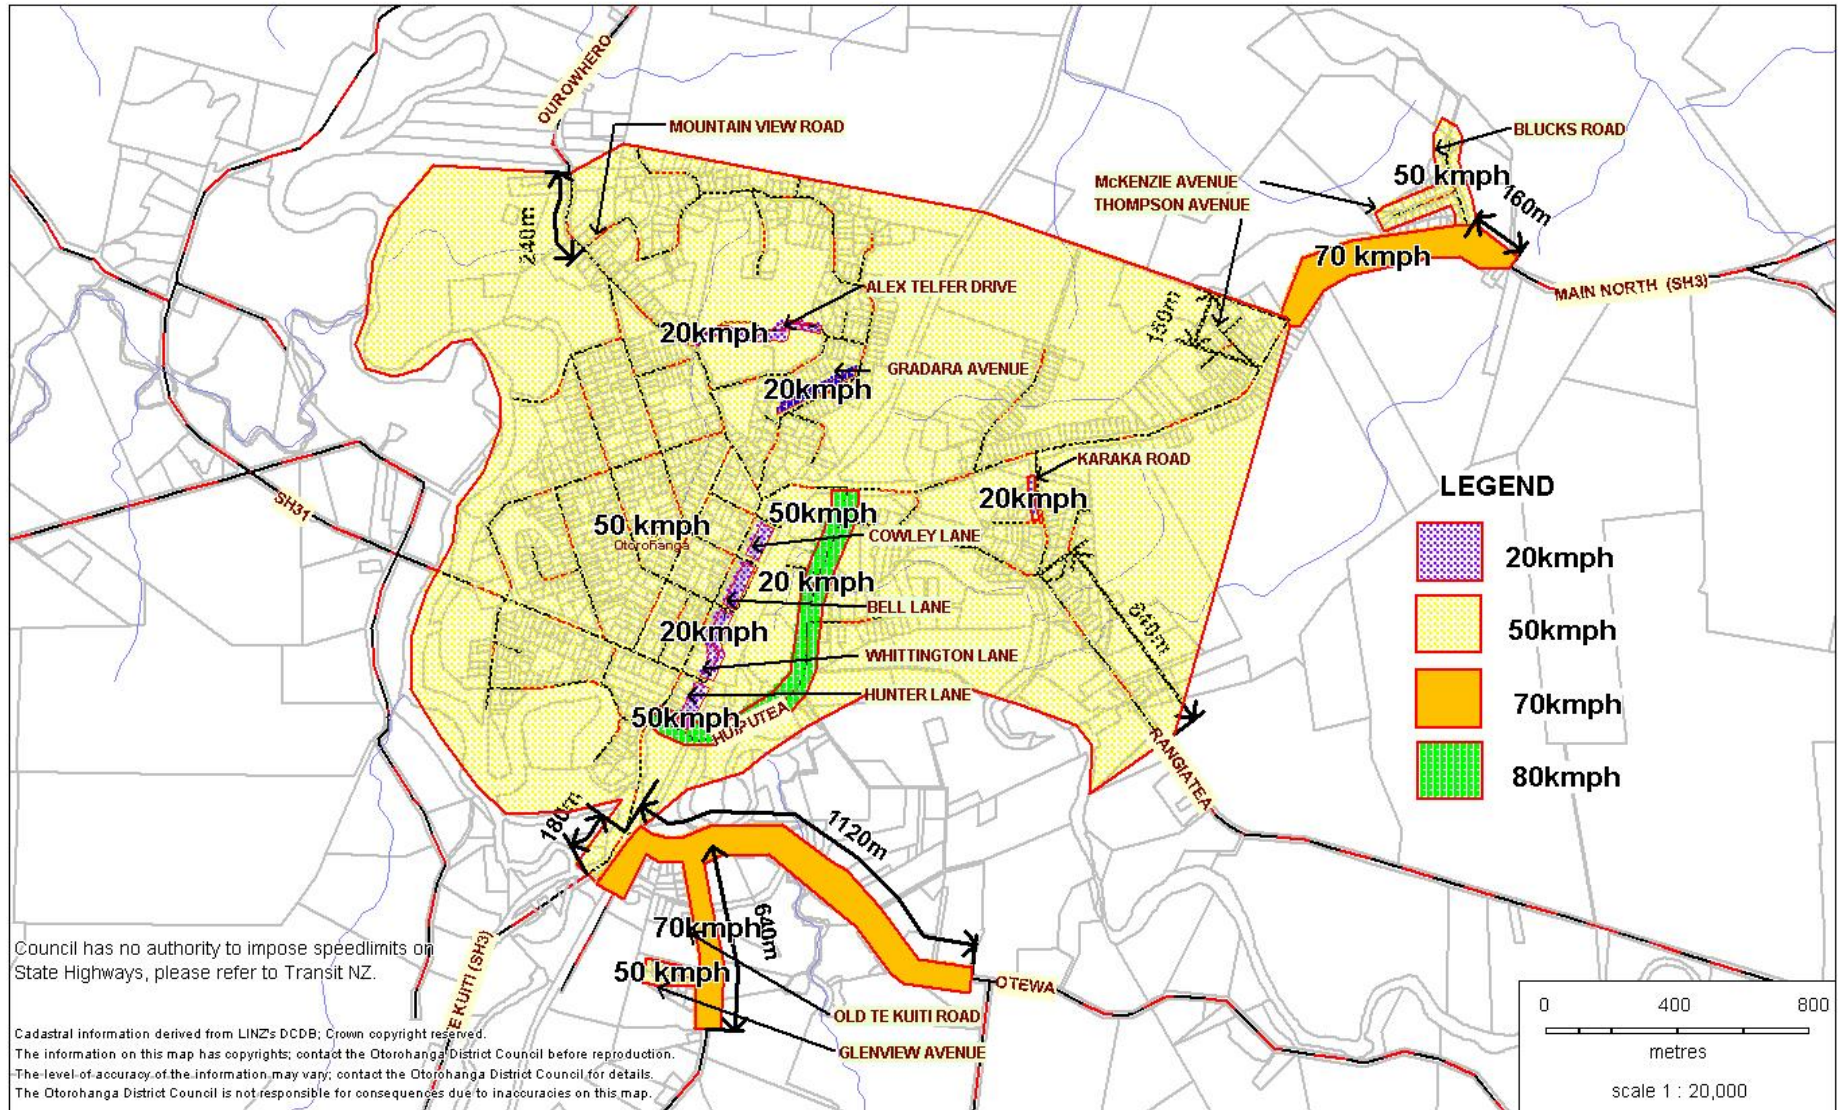 OUROWHERO
MOUNTAIN VIEW ROAD
BLUCKS ROAD
50 kmph
McKENZIE AVENUE
THOMPSON AVENUE
160m
240m
70 kmph
MAIN NORTH (SH3)
ALEX TELFER DRIVE
20kmph
GRADARA AVENUE
20kmph
KARAKA ROAD
20kmph
SH31
50 kmph
Otorohanga
50kmph
COWLEY LANE
20 kmph
BELL LANE
20kmph
WHITTINGTON LANE
HUNTER LANE
50kmph
HUIPUTEA
RANGIATEA
LEGEND
20kmph
50kmph
70kmph
80kmph
180m
1120m
70kmph
640m
50 kmph
TE KUITI (SH3)
OTEWA
OLD TE KUITI ROAD
GLENVIEW AVENUE
Council has no authority to impose speedlimits on
State Highways, please refer to Transit NZ.
Cadastral information derived from LINZ's DCDB; Crown copyright reserved.
The information on this map has copyrights; contact the Otorohanga District Council before reproduction.
The level of accuracy of the information may vary; contact the Otorohanga District Council for details.
The Otorohanga District Council is not responsible for consequences due to inaccuracies on this map.
0 400 800
metres
scale 1 : 20,000